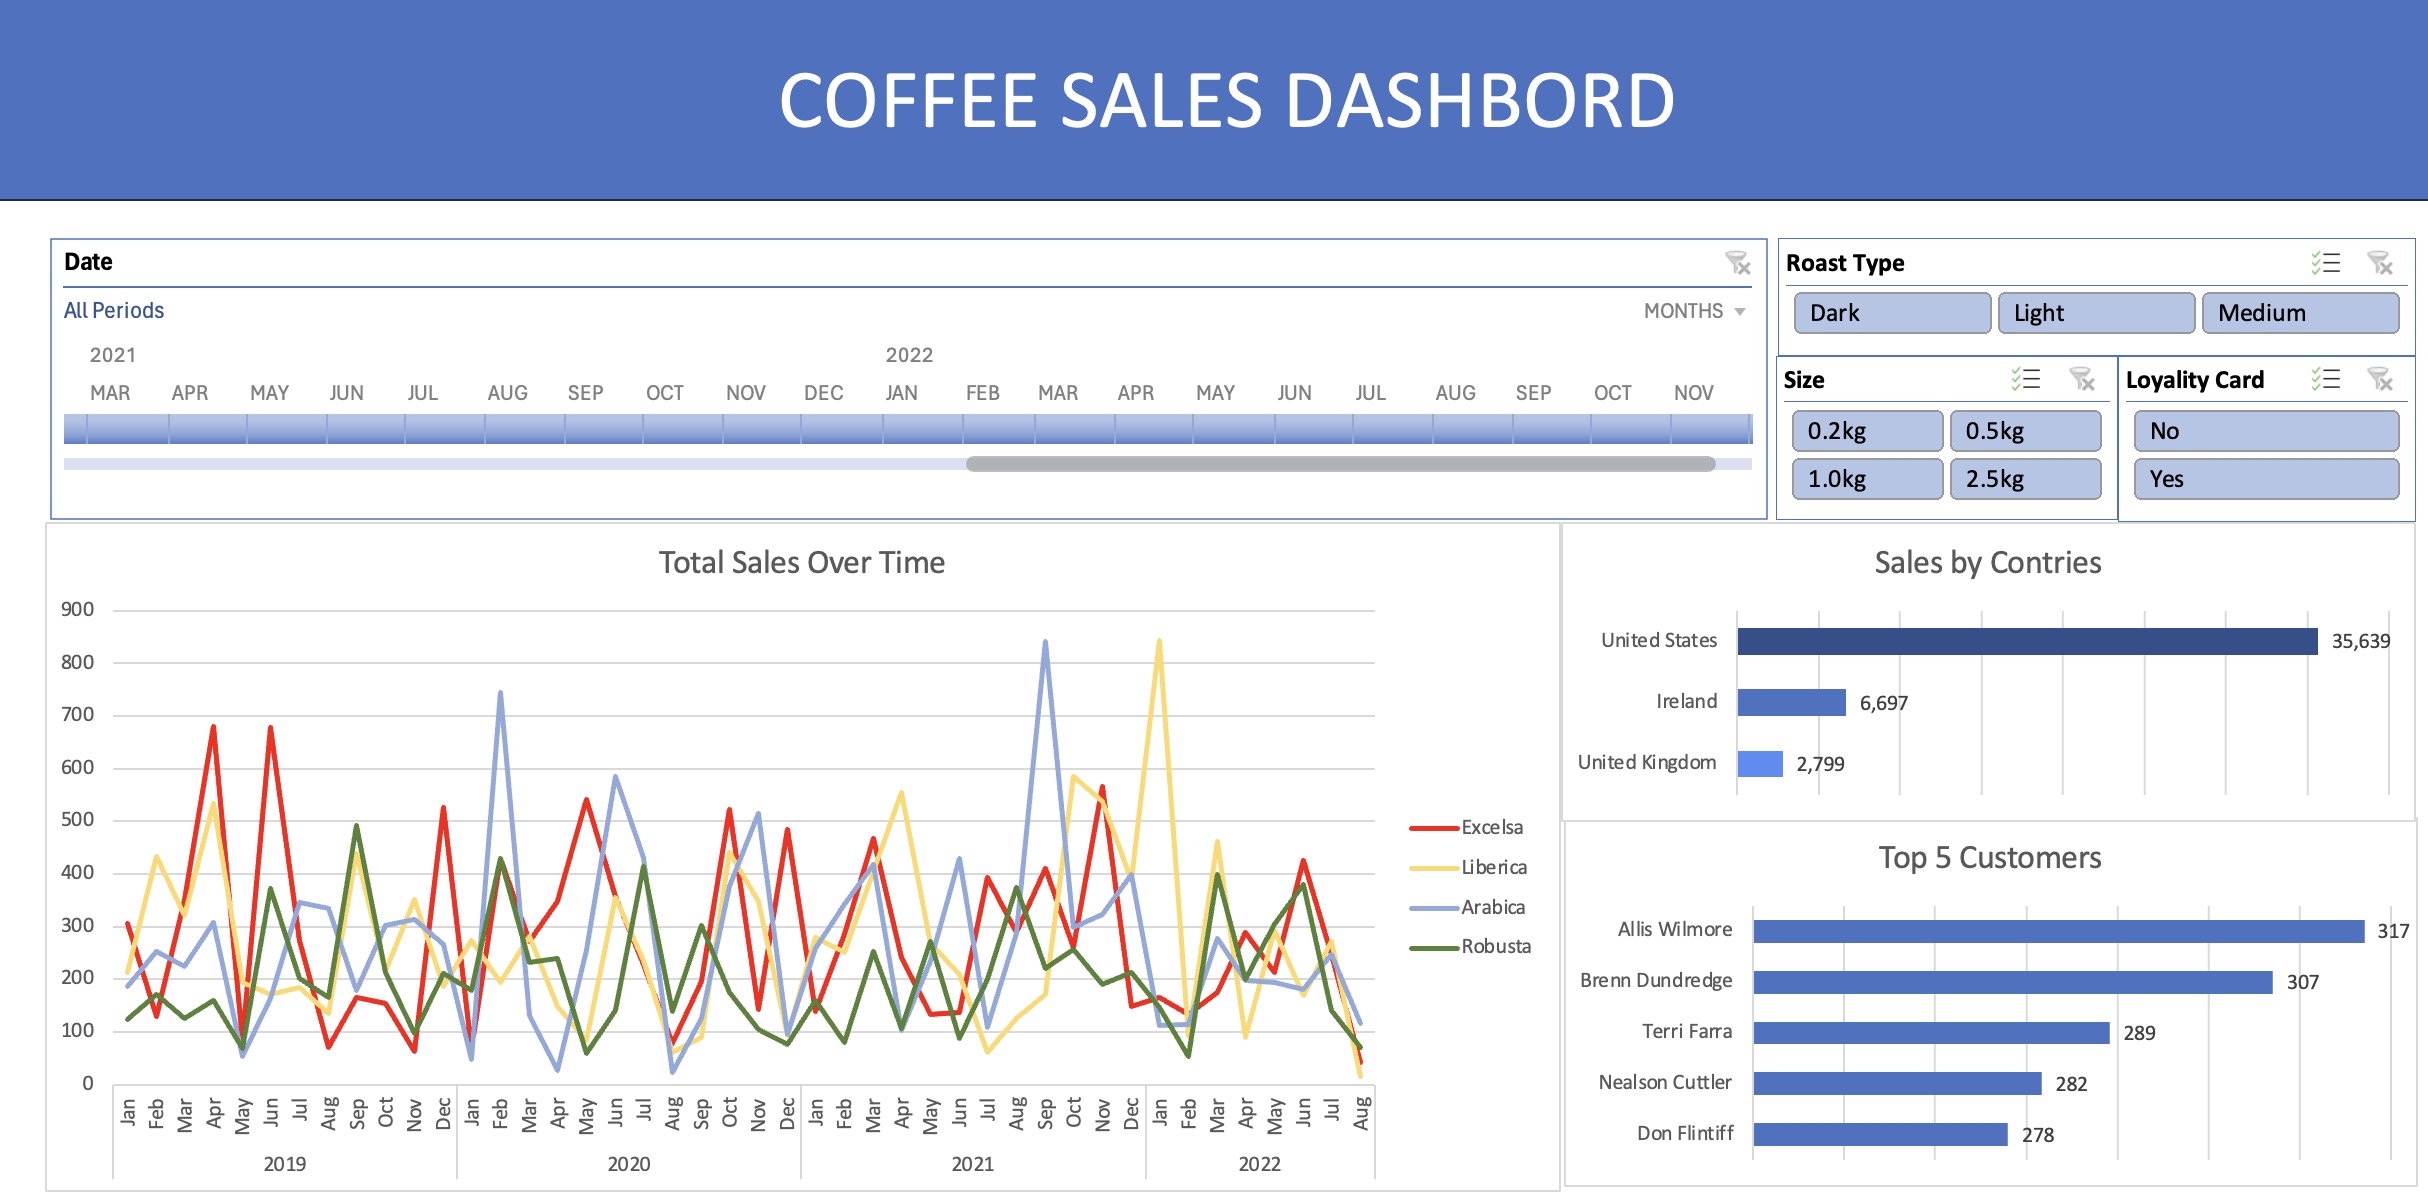 COFFEE SALES DASHBORD
Date
All Periods
MONTHS
2021 2022
MAR APR MAY JUN JUL AUG SEP OCT NOV DEC JAN FEB MAR APR MAY JUN JUL AUG SEP OCT NOV
Roast Type
Dark Light Medium
Size
0.2kg 0.5kg
1.0kg 2.5kg
Loyality Card
No
Yes
Total Sales Over Time
900
800
700
600
500
400
300
200
100
0
Jan Feb Mar Apr May Jun Jul Aug Sep Oct Nov Dec Jan Feb Mar Apr May Jun Jul Aug Sep Oct Nov Dec Jan Feb Mar Apr May Jun Jul Aug Sep Oct Nov Dec Jan Feb Mar Apr May Jun Jul Aug
2019 2020 2021 2022
Excelsa
Liberica
Arabica
Robusta
Sales by Contries
United States 35,639
Ireland 6,697
United Kingdom 2,799
Top 5 Customers
Allis Wilmore 317
Brenn Dundredge 307
Terri Farra 289
Nealson Cuttler 282
Don Flintiff 278